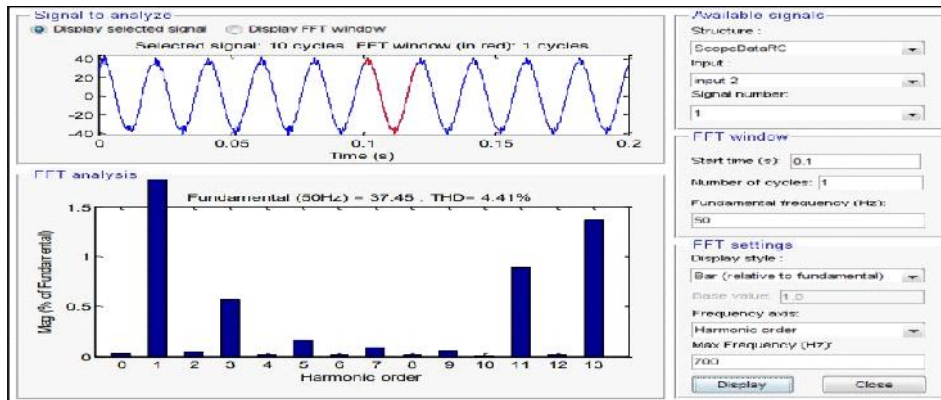 Signal to analyze
Display selected signal Display FFT window
Selected signal: 10 cycles. FFT window (in red): 1 cycles
40
20
0
-20
-40
0 0.05 0.1 0.15 0.2
Time (s)
FFT analysis
Fundamental (50Hz) = 37.45 , THD= 4.41%
1.5
1
0.5
0
Mag (% of Fundamental)
0 1 2 3 4 5 6 7 8 9 10 11 12 13
Harmonic order
Available signals
Structure :
ScopeDataRC
Input :
input 2
Signal number:
1
FFT window
Start time (s): 0.1
Number of cycles: 1
Fundamental frequency (Hz):
50
FFT settings
Display style :
Bar (relative to fundamental)
Base value: 1.0
Frequency axis:
Harmonic order
Max Frequency (Hz):
700
Display Close